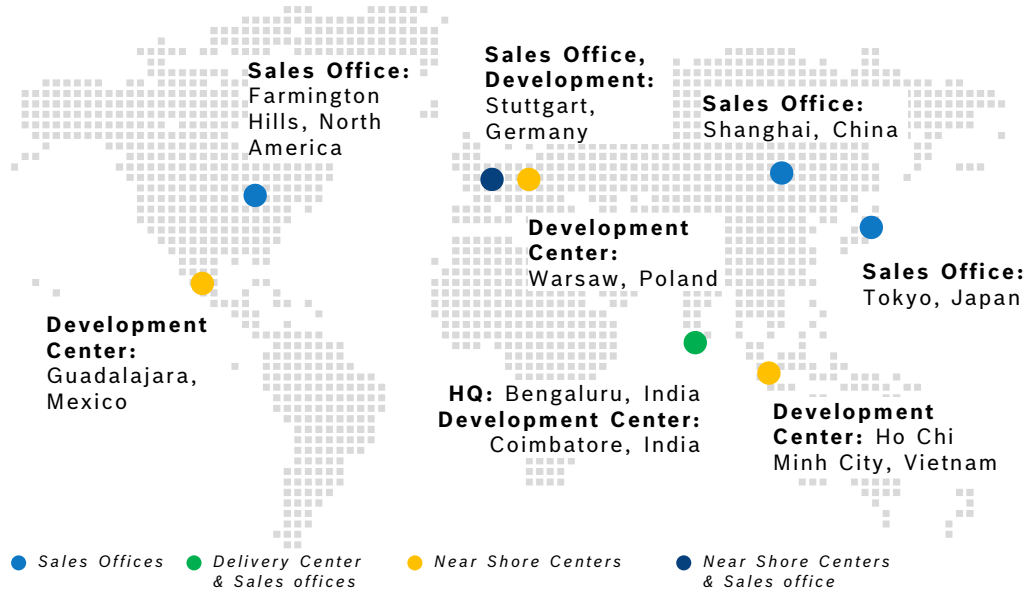 Sales Office:
Farmington
Hills, North
America
Sales Office,
Development:
Stuttgart,
Germany
Sales Office:
Shanghai, China
Development
Center:
Warsaw, Poland
Sales Office:
Tokyo, Japan
Development
Center:
Guadalajara,
Mexico
HQ: Bengaluru, India
Development Center:
Coimbatore, India
Development
Center: Ho Chi
Minh City, Vietnam
Sales Offices
Delivery Center
& Sales offices
Near Shore Centers
Near Shore Centers
& Sales office